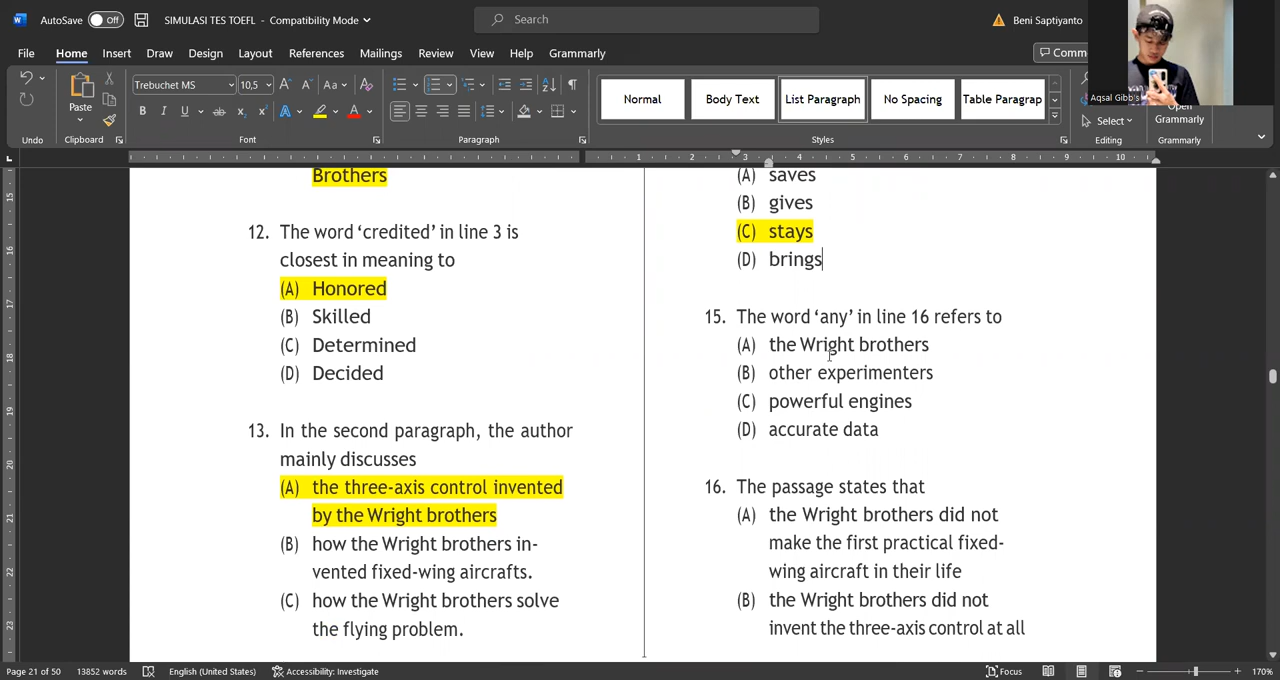 AutoSave Off SIMULASI TES TOEFL - Compatibility Mode Search Beni Saptiyanto
File Home Insert Draw Design Layout References Mailings Review View Help Grammarly Comm
Aqsal Gibb's
Paste Trebuchet MS 10,5 Aa Normal Body Text List Paragraph No Spacing Table Paragrap Open
Grammarly
Select
Undo Clipboard Font Paragraph Styles Editing Grammarly
Brothers
12. The word ‘credited’ in line 3 is
closest in meaning to
(A) Honored
(B) Skilled
(C) Determined
(D) Decided
13. In the second paragraph, the author
mainly discusses
(A) the three-axis control invented
by the Wright brothers
(B) how the Wright brothers in-
vented fixed-wing aircrafts.
(C) how the Wright brothers solve
the flying problem.
(A) saves
(B) gives
(C) stays
(D) brings
15. The word ‘any’ in line 16 refers to
(A) the Wright brothers
(B) other experimenters
(C) powerful engines
(D) accurate data
16. The passage states that
(A) the Wright brothers did not
make the first practical fixed-
wing aircraft in their life
(B) the Wright brothers did not
invent the three-axis control at all
Page 21 of 50 13852 words English (United States) Accessibility: Investigate Focus 170%